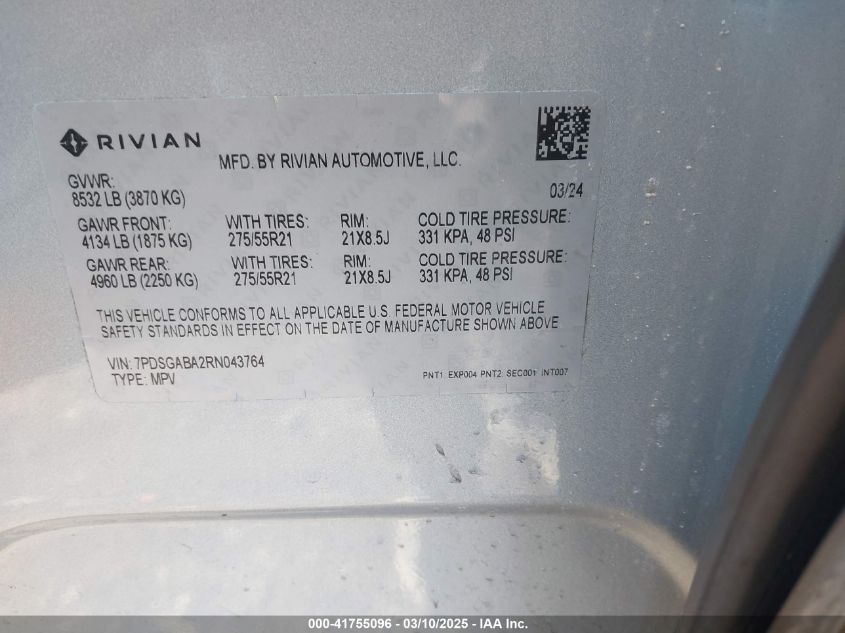 RIVIAN
MFD. BY RIVIAN AUTOMOTIVE, LLC.
GVWR:
8532 LB (3870 KG)
03/24
GAWR FRONT: WITH TIRES: RIM: COLD TIRE PRESSURE:
4134 LB (1875 KG) 275/55R21 21X8.5J 331 KPA, 48 PSI
GAWR REAR: WITH TIRES: RIM: COLD TIRE PRESSURE:
4960 LB (2250 KG) 275/55R21 21X8.5J 331 KPA, 48 PSI
THIS VEHICLE CONFORMS TO ALL APPLICABLE U.S. FEDERAL MOTOR VEHICLE
SAFETY STANDARDS IN EFFECT ON THE DATE OF MANUFACTURE SHOWN ABOVE
VIN: 7PDSGABA2RN043764
TYPE: MPV
PNT1: EXP004 PNT2: SEC001 INT007
000-41755096 - 03/10/2025 - IAA Inc.